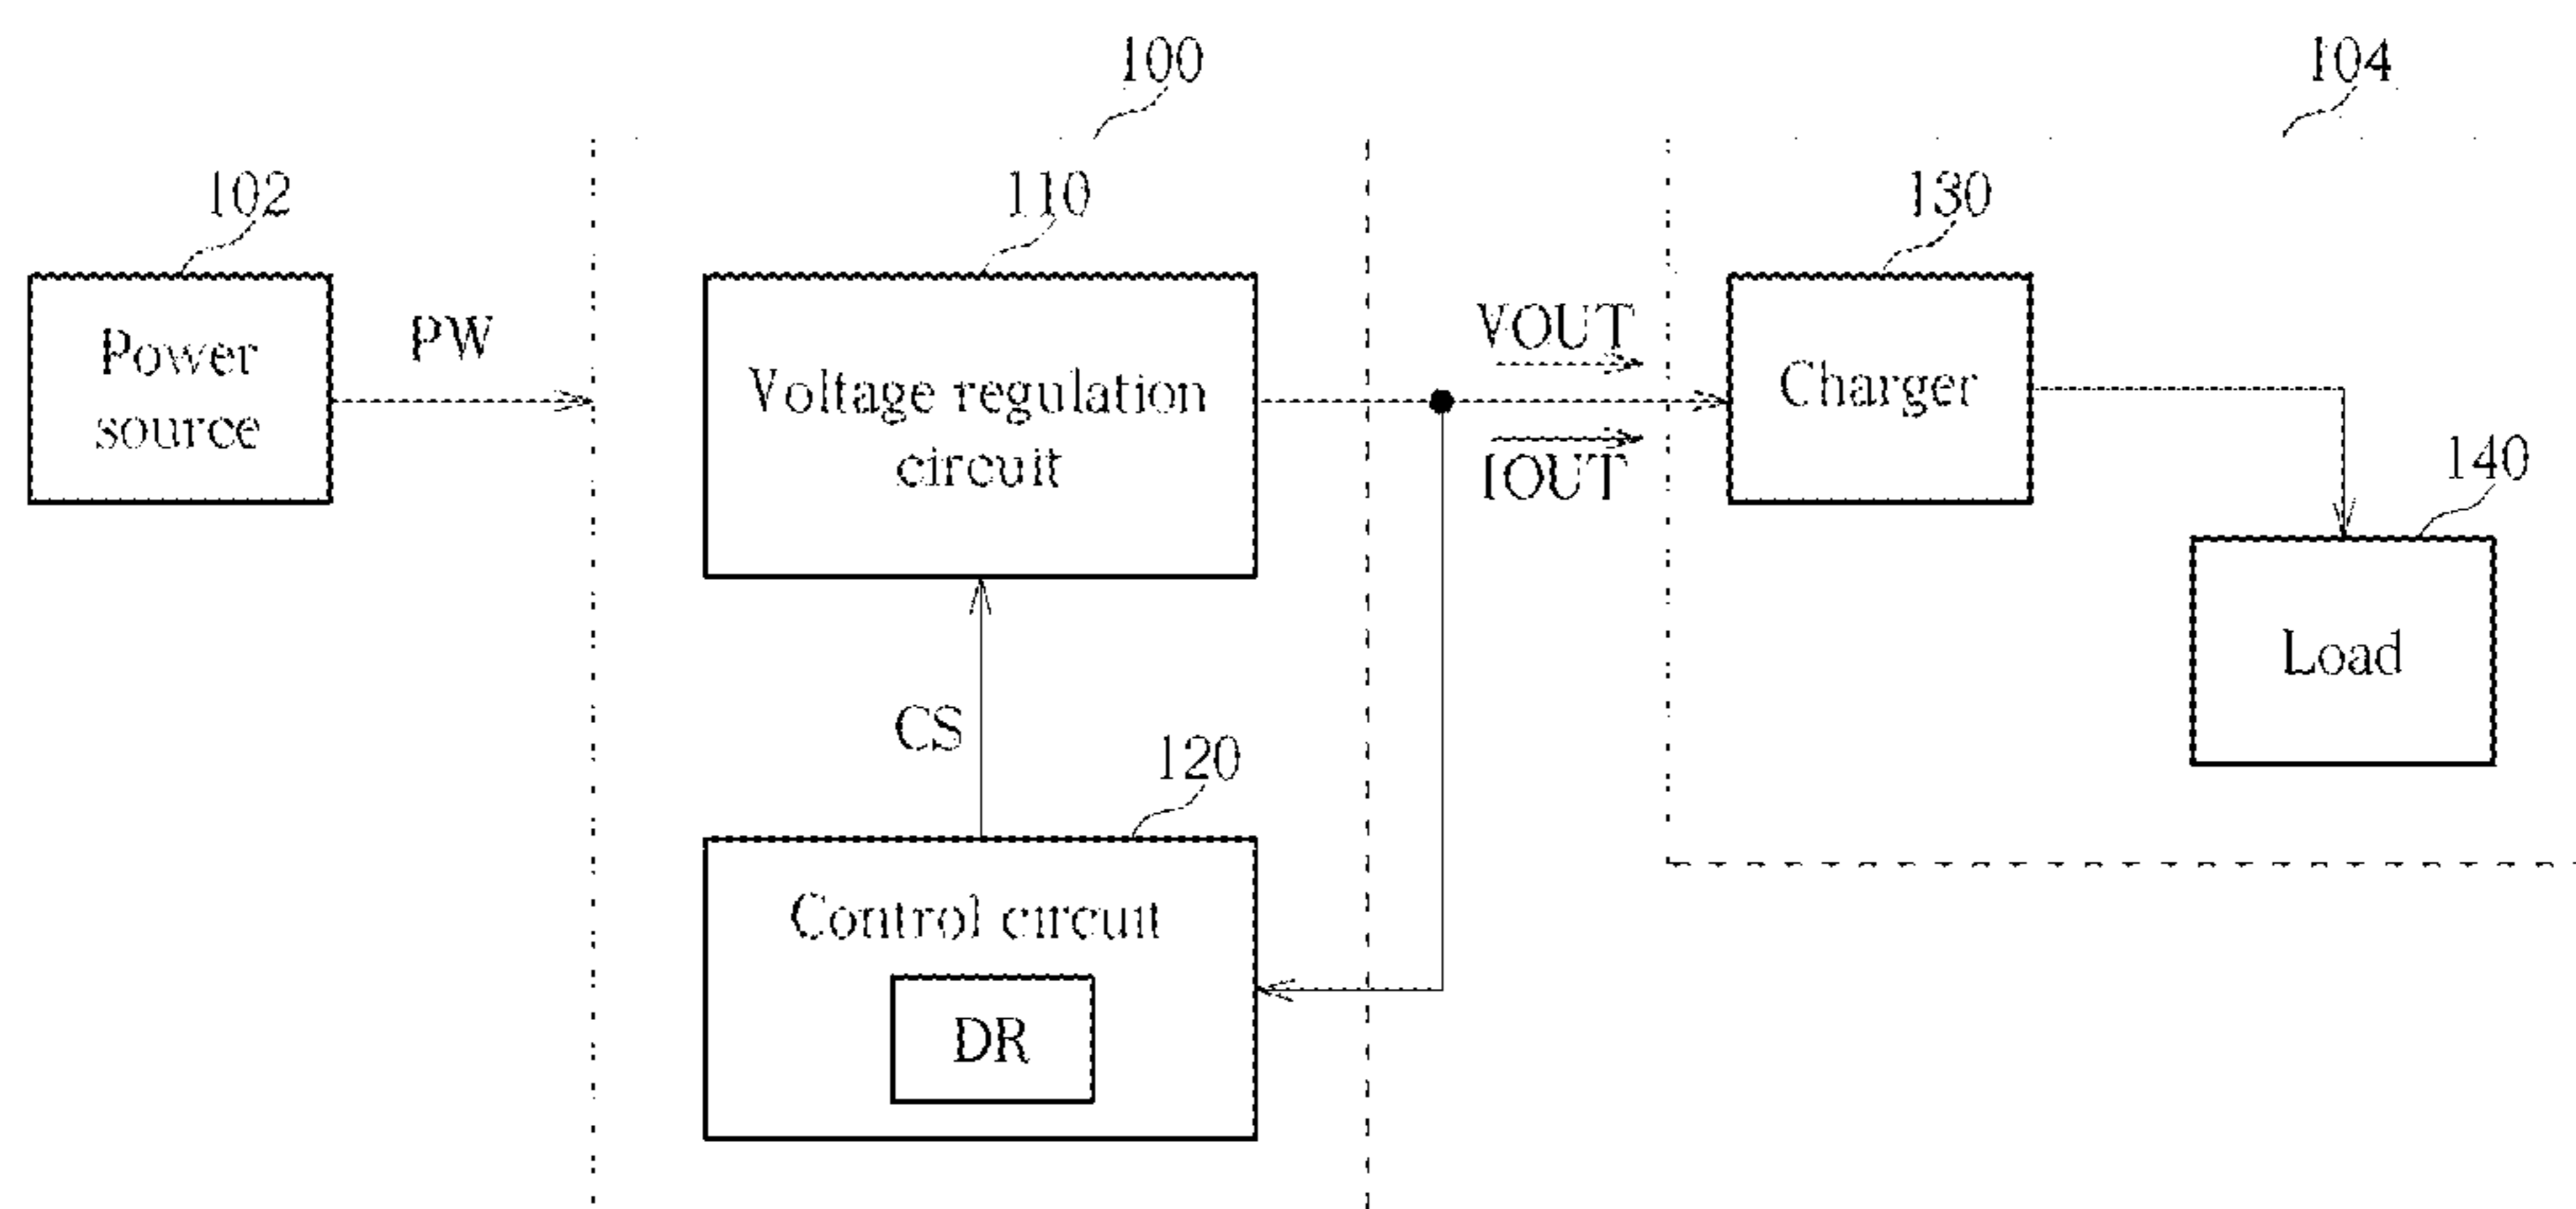 100
104
102
110
130
Power
source
PW
Voltage regulation
circuit
VOUT
IOUT
Charger
140
Load
CS
120
Control circuit
DR